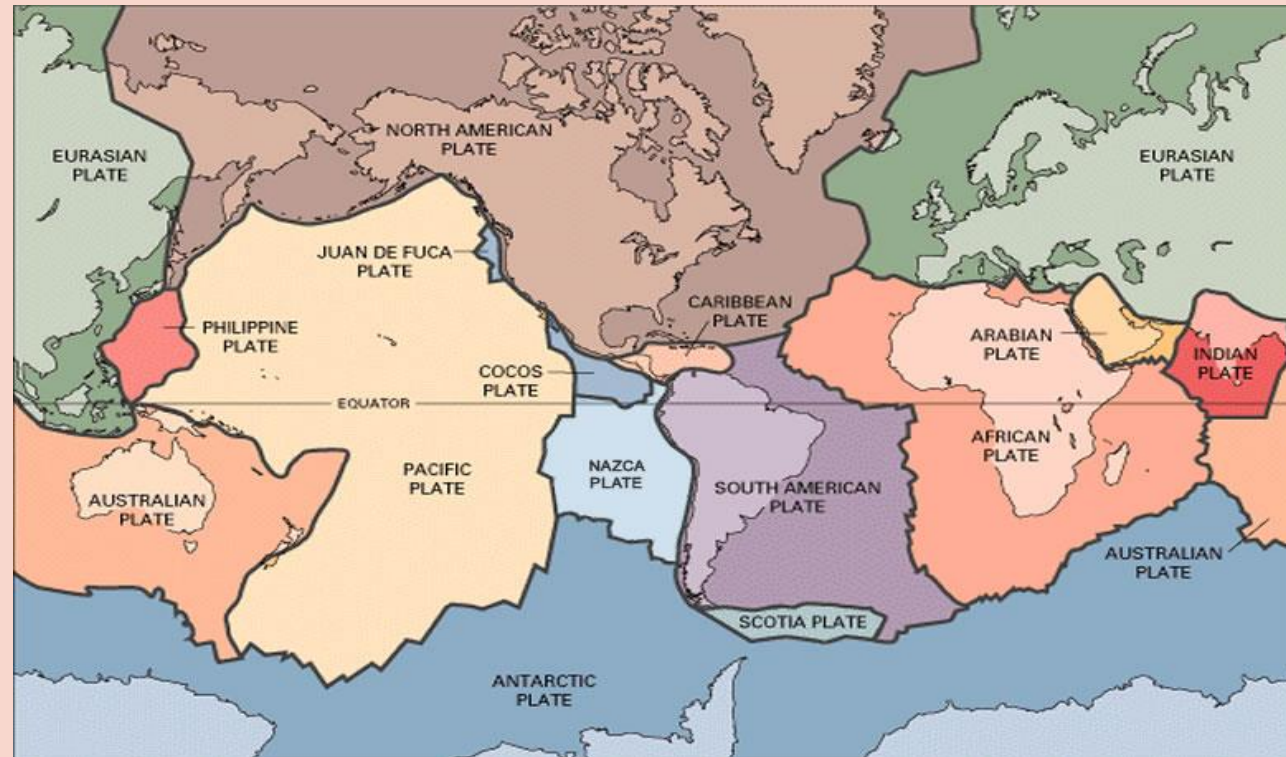 NORTH AMERICAN
PLATE
EURASIAN
PLATE
EURASIAN
PLATE
JUAN DE FUCA
PLATE
CARIBBEAN
PLATE
PHILIPPINE
PLATE
ARABIAN
PLATE
INDIAN
PLATE
COCOS
PLATE
EQUATOR
AFRICAN
PLATE
PACIFIC
PLATE
NAZCA
PLATE
SOUTH AMERICAN
PLATE
AUSTRALIAN
PLATE
AUSTRALIAN
PLATE
SCOTIA PLATE
ANTARCTIC
PLATE